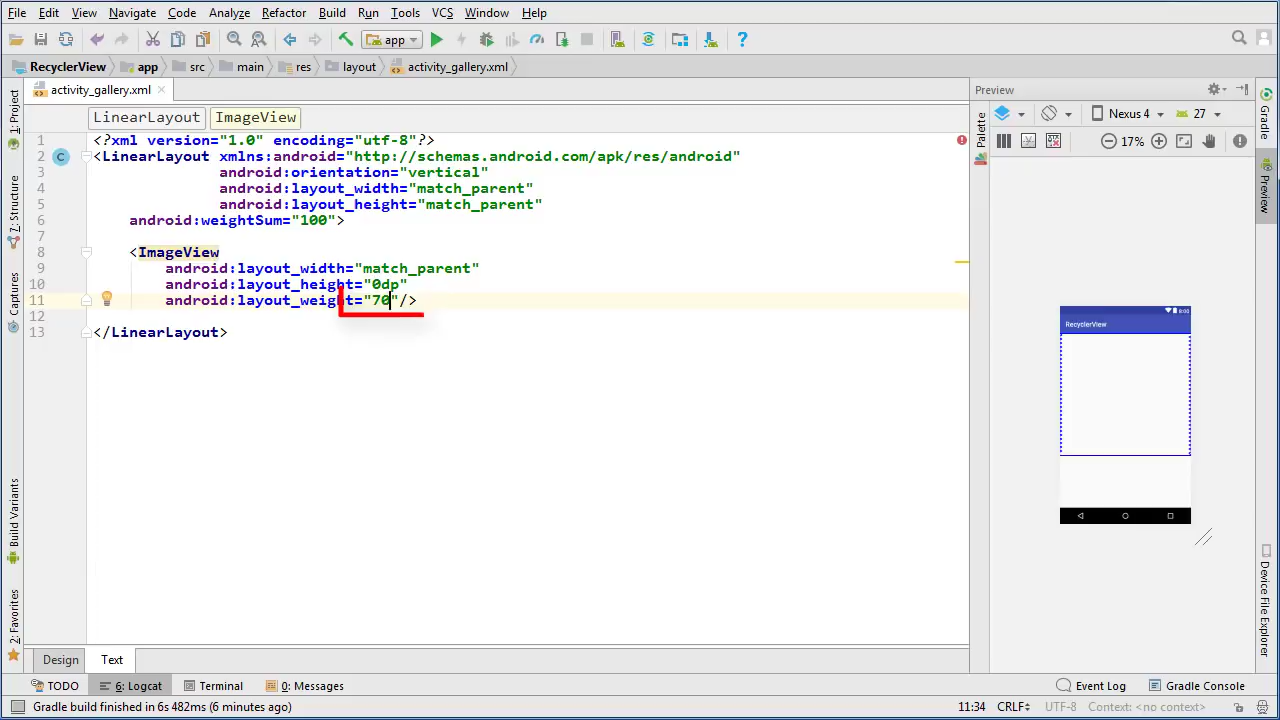 File Edit View Navigate Code Analyze Refactor Build Run Tools VCS Window Help
app
RecyclerView app src main res layout activity_gallery.xml
activity_gallery.xml
Preview
LinearLayout ImageView
Nexus 4 27
17%
1 <?xml version="1.0" encoding="utf-8"?>
2 <LinearLayout xmlns:android="http://schemas.android.com/apk/res/android"
3 android:orientation="vertical"
4 android:layout_width="match_parent"
5 android:layout_height="match_parent"
6 android:weightSum="100">
7
8 <ImageView
9 android:layout_width="match_parent"
10 android:layout_height="0dp"
11 android:layout_weight="70"/>
12
13 </LinearLayout>
1: Project
7: Structure
Captures
Build Variants
2: Favorites
Palette
Gradle
Preview
Device File Explorer
8:00
RecyclerView
Design Text
TODO 6: Logcat Terminal 0: Messages Event Log Gradle Console
Gradle build finished in 6s 482ms (6 minutes ago) 11:34 CRLF UTF-8 Context: <no context>